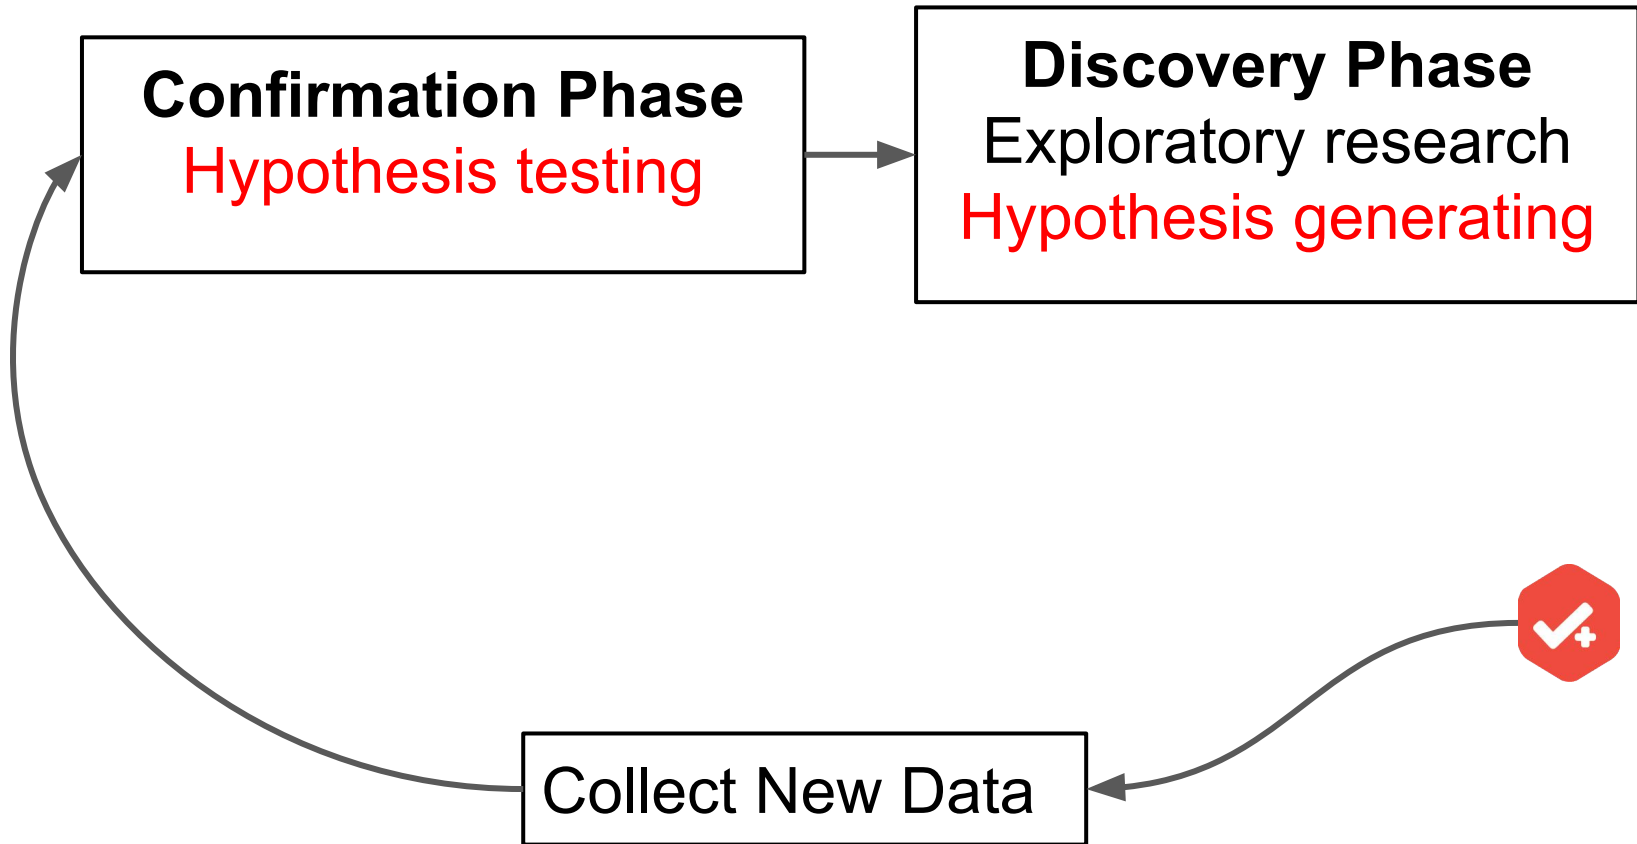 Confirmation Phase
Hypothesis testing
Discovery Phase
Exploratory research
Hypothesis generating
Collect New Data